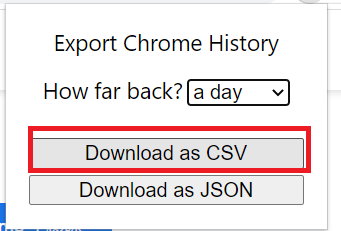 Export Chrome History
How far back? a day
Download as CSV
Download as JSON